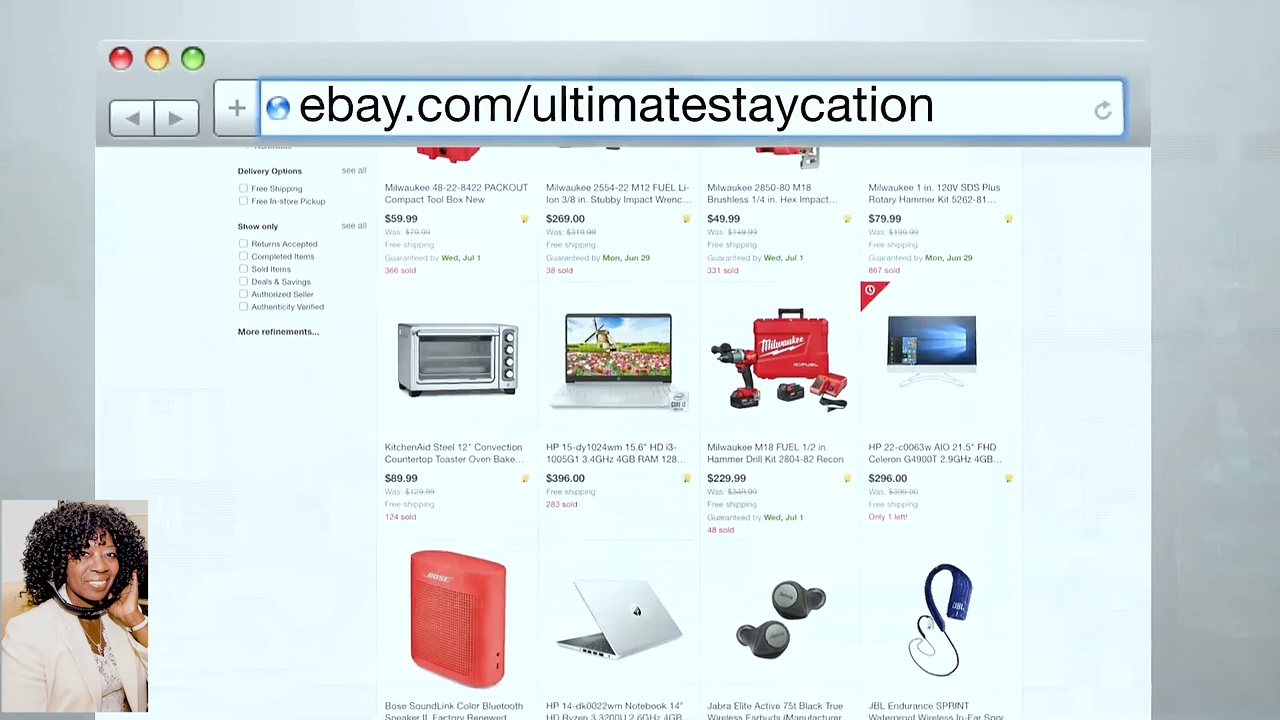 + ebay.com/ultimatestaycation
Delivery Options see all
Free Shipping
Free In-store Pickup
Show only see all
Returns Accepted
Completed Items
Sold Items
Deals & Savings
Authorized Seller
Authenticity Verified
More refinements...
Milwaukee 48-22-8422 PACKOUT
Compact Tool Box New
$59.99
Was: $79.99
Free shipping
Guaranteed by Wed, Jul 1
366 sold
Milwaukee 2554-22 M12 FUEL Li-
Ion 3/8 in. Stubby Impact Wrenc...
$269.00
Was: $319.99
Free shipping
Guaranteed by Mon, Jun 29
38 sold
Milwaukee 2850-80 M18
Brushless 1/4 in. Hex Impact...
$49.99
Was: $149.99
Free shipping
Guaranteed by Wed, Jul 1
331 sold
Milwaukee 1 in. 120V SDS Plus
Rotary Hammer Kit 5262-81...
$79.99
Was: $199.99
Free shipping
Guaranteed by Mon, Jun 29
867 sold
KitchenAid Steel 12" Convection
Countertop Toaster Oven Bake...
$89.99
Was: $129.99
Free shipping
124 sold
HP 15-dy1024wm 15.6" HD i3-
1005G1 3.4GHz 4GB RAM 128...
$396.00
Free shipping
283 sold
Milwaukee
FUEL
Milwaukee M18 FUEL 1/2 in.
Hammer Drill Kit 2804-82 Recon
$229.99
Was: $349.99
Free shipping
Guaranteed by Wed, Jul 1
48 sold
HP 22-c0063w AIO 21.5" FHD
Celeron G4900T 2.9GHz 4GB...
$296.00
Was: $399.00
Free shipping
Only 1 left!
BOSE
Bose SoundLink Color Bluetooth
Speaker II, Factory Renewed
HP 14-dk0022wm Notebook 14"
HD Ryzen 3-3200U 2.6GHz 4GB
Jabra
Jabra Elite Active 75t Black True
Wireless Earbuds (Manufacturer
JBL
JBL Endurance SPRINT
Waterproof Wireless In-Ear Spor